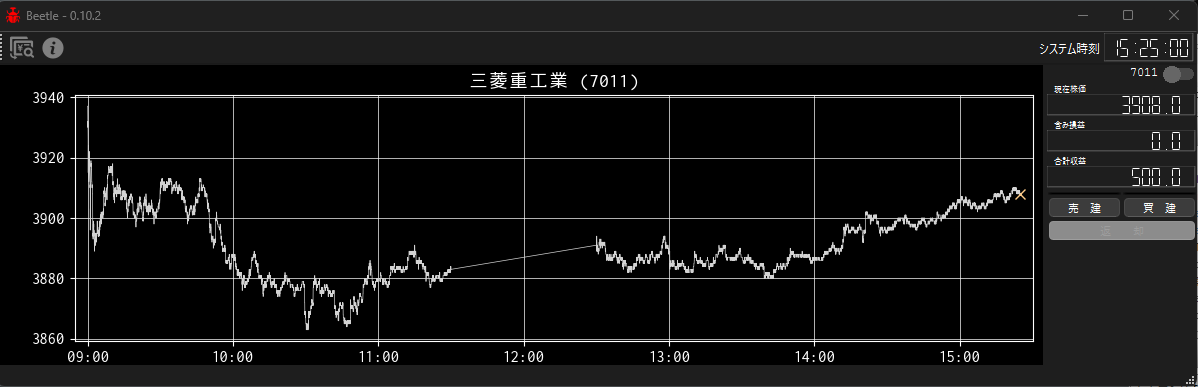 Beetle - 0.10.2
システム時刻 15:25:00
三菱重工業 (7011)
7011
現在株価
3908.0
含み損益
0.0
合計収益
500.0
売 建
買 建
返 却
3940
3920
3900
3880
3860
09:00 10:00 11:00 12:00 13:00 14:00 15:00